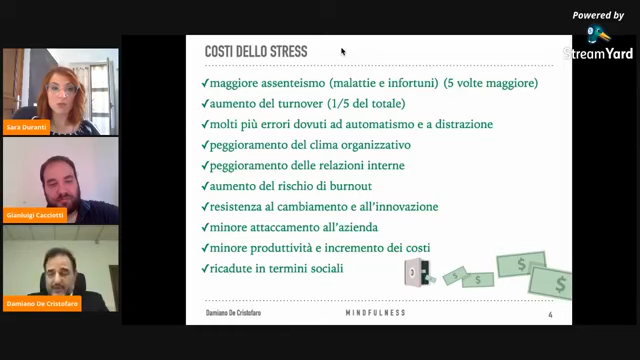 Powered by
StreamYard
COSTI DELLO STRESS
✓maggiore assenteismo (malattie e infortuni) (5 volte maggiore)
✓aumento del turnover (1/5 del totale)
✓molti più errori dovuti ad automatismo e a distrazione
✓peggioramento del clima organizzativo
✓peggioramento delle relazioni interne
✓aumento del rischio di burnout
✓resistenza al cambiamento e all'innovazione
✓minore attaccamento all'azienda
✓minore produttività e incremento dei costi
✓ricadute in termini sociali
Sara Duranti
Gianluigi Cacciotti
Damiano De Cristofaro
$
$
$
$
Damiano De Cristofaro
MINDFULNESS
4